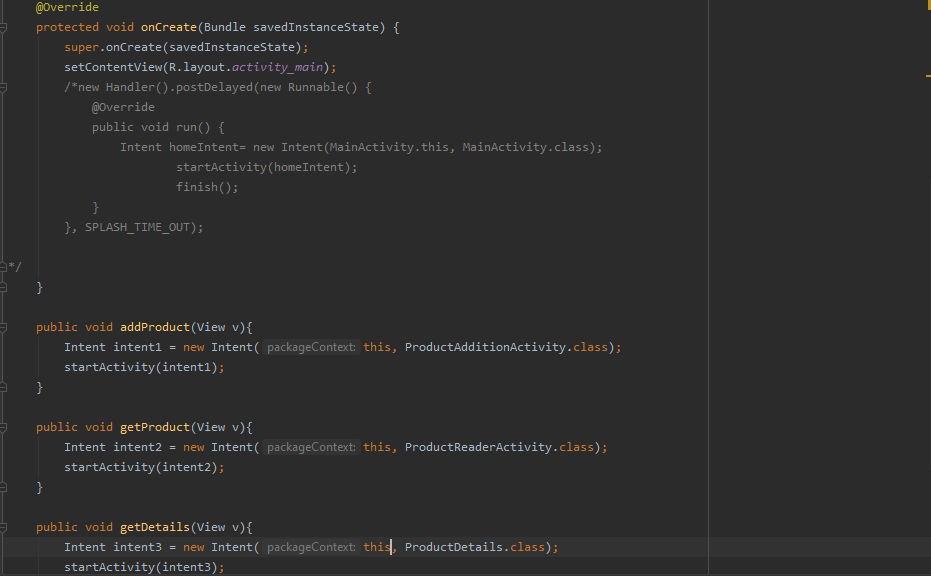 @Override
protected void onCreate(Bundle savedInstanceState) {
super.onCreate(savedInstanceState);
setContentView(R.layout.activity_main);
/*new Handler().postDelayed(new Runnable() {
@Override
public void run() {
Intent homeIntent= new Intent(MainActivity.this, MainActivity.class);
startActivity(homeIntent);
finish();
}
}, SPLASH_TIME_OUT);
*/
}
public void addProduct(View v){
Intent intent1 = new Intent( packageContext: this, ProductAdditionActivity.class);
startActivity(intent1);
}
public void getProduct(View v){
Intent intent2 = new Intent( packageContext: this, ProductReaderActivity.class);
startActivity(intent2);
}
public void getDetails(View v){
Intent intent3 = new Intent( packageContext: this, ProductDetails.class);
startActivity(intent3);